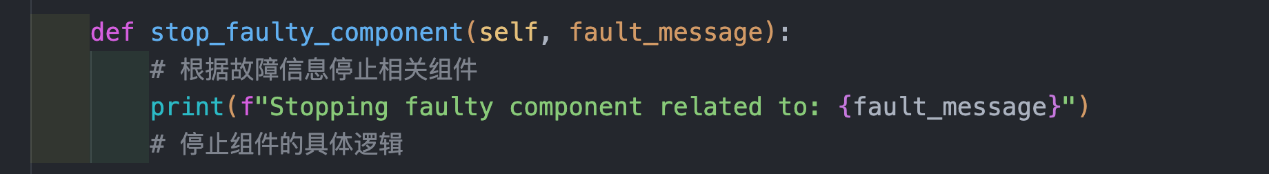 def stop_faulty_component(self, fault_message):
# 根据故障信息停止相关组件
print(f"Stopping faulty component related to: {fault_message}")
# 停止组件的具体逻辑